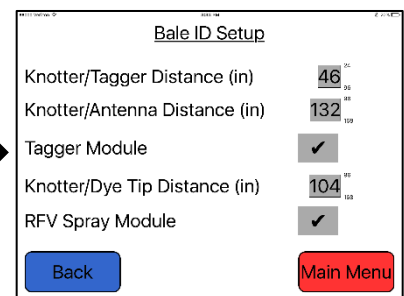 Bale ID Setup
Knotter/Tagger Distance (in) 46
Knotter/Antenna Distance (in) 132
Tagger Module ✔
Knotter/Dye Tip Distance (in) 104
RFV Spray Module ✔
Back Main Menu